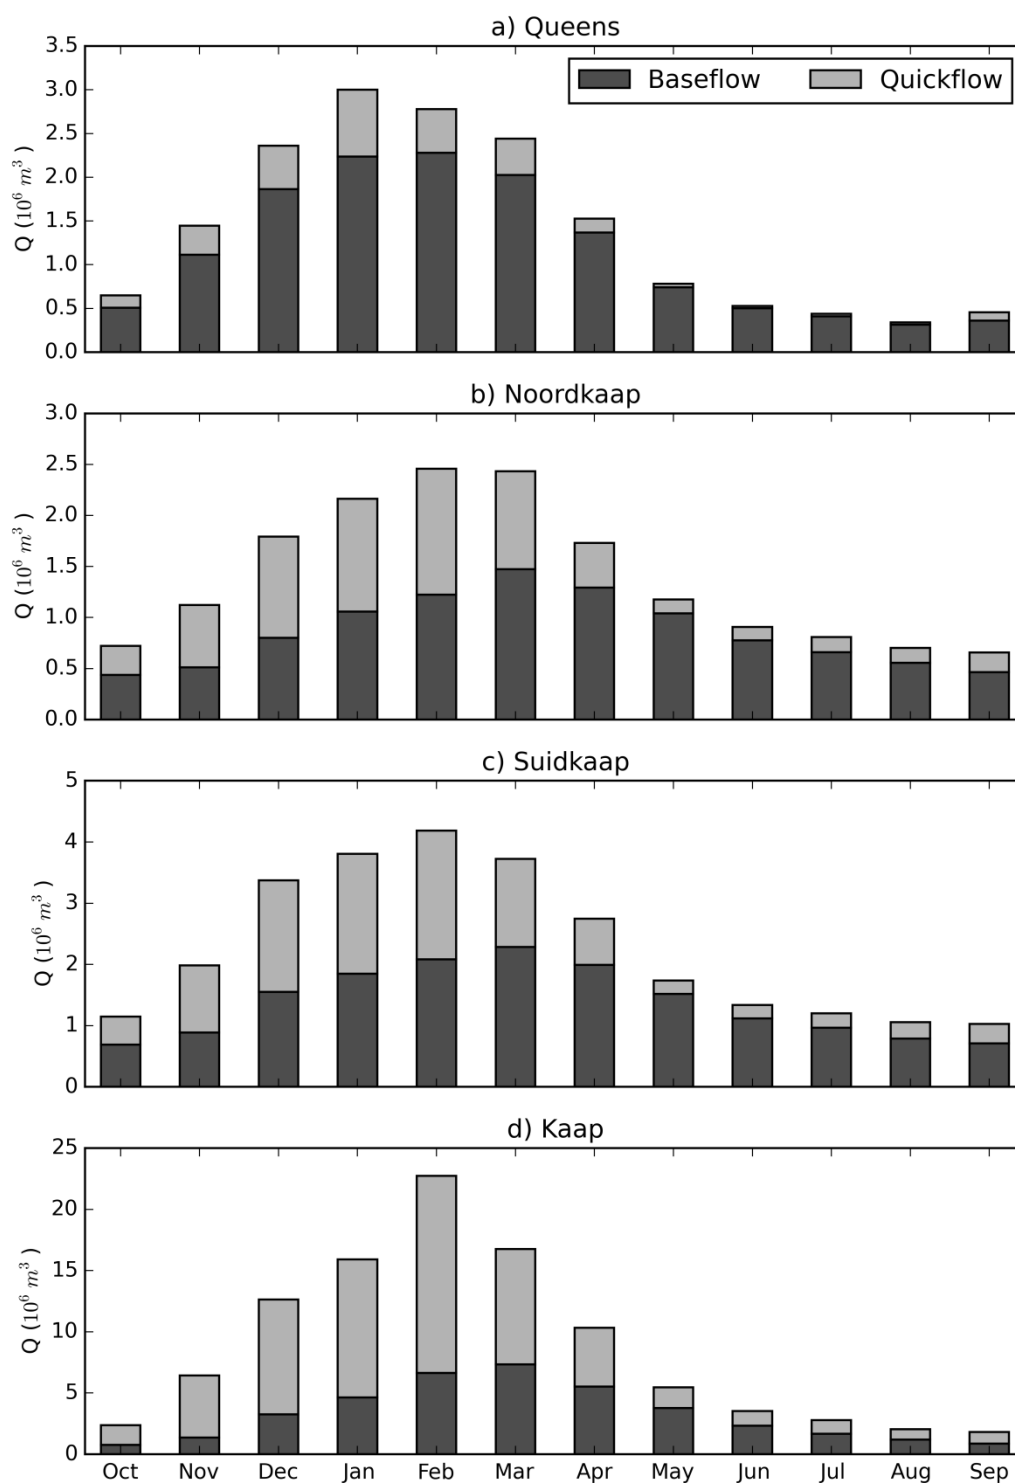 a) Queens
3.5
3.0
2.5
2.0
1.5
1.0
0.5
0.0
Q (10⁶ m³)
Baseflow Quickflow
b) Noordkaap
3.0
2.5
2.0
1.5
1.0
0.5
0.0
Q (10⁶ m³)
c) Suidkaap
5
4
3
2
1
0
Q (10⁶ m³)
d) Kaap
25
20
15
10
5
0
Q (10⁶ m³)
Oct Nov Dec Jan Feb Mar Apr May Jun Jul Aug Sep